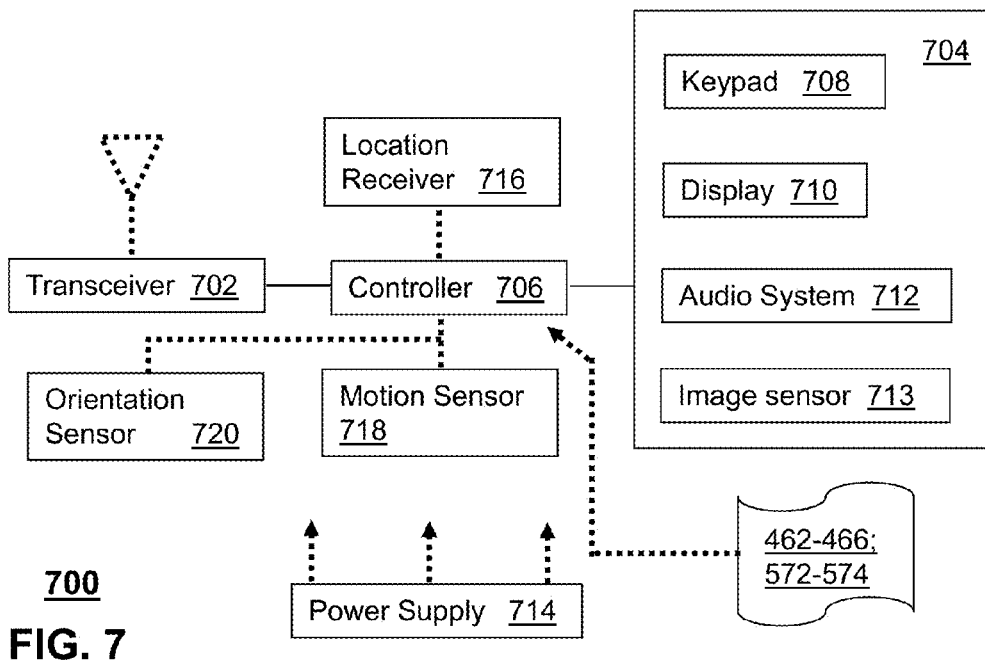 704
Keypad 708
Location
Receiver 716
Display 710
Transceiver 702
Controller 706
Audio System 712
Orientation
Sensor 720
Motion Sensor
718
Image sensor 713
462-466;
572-574
700
Power Supply 714
FIG. 7